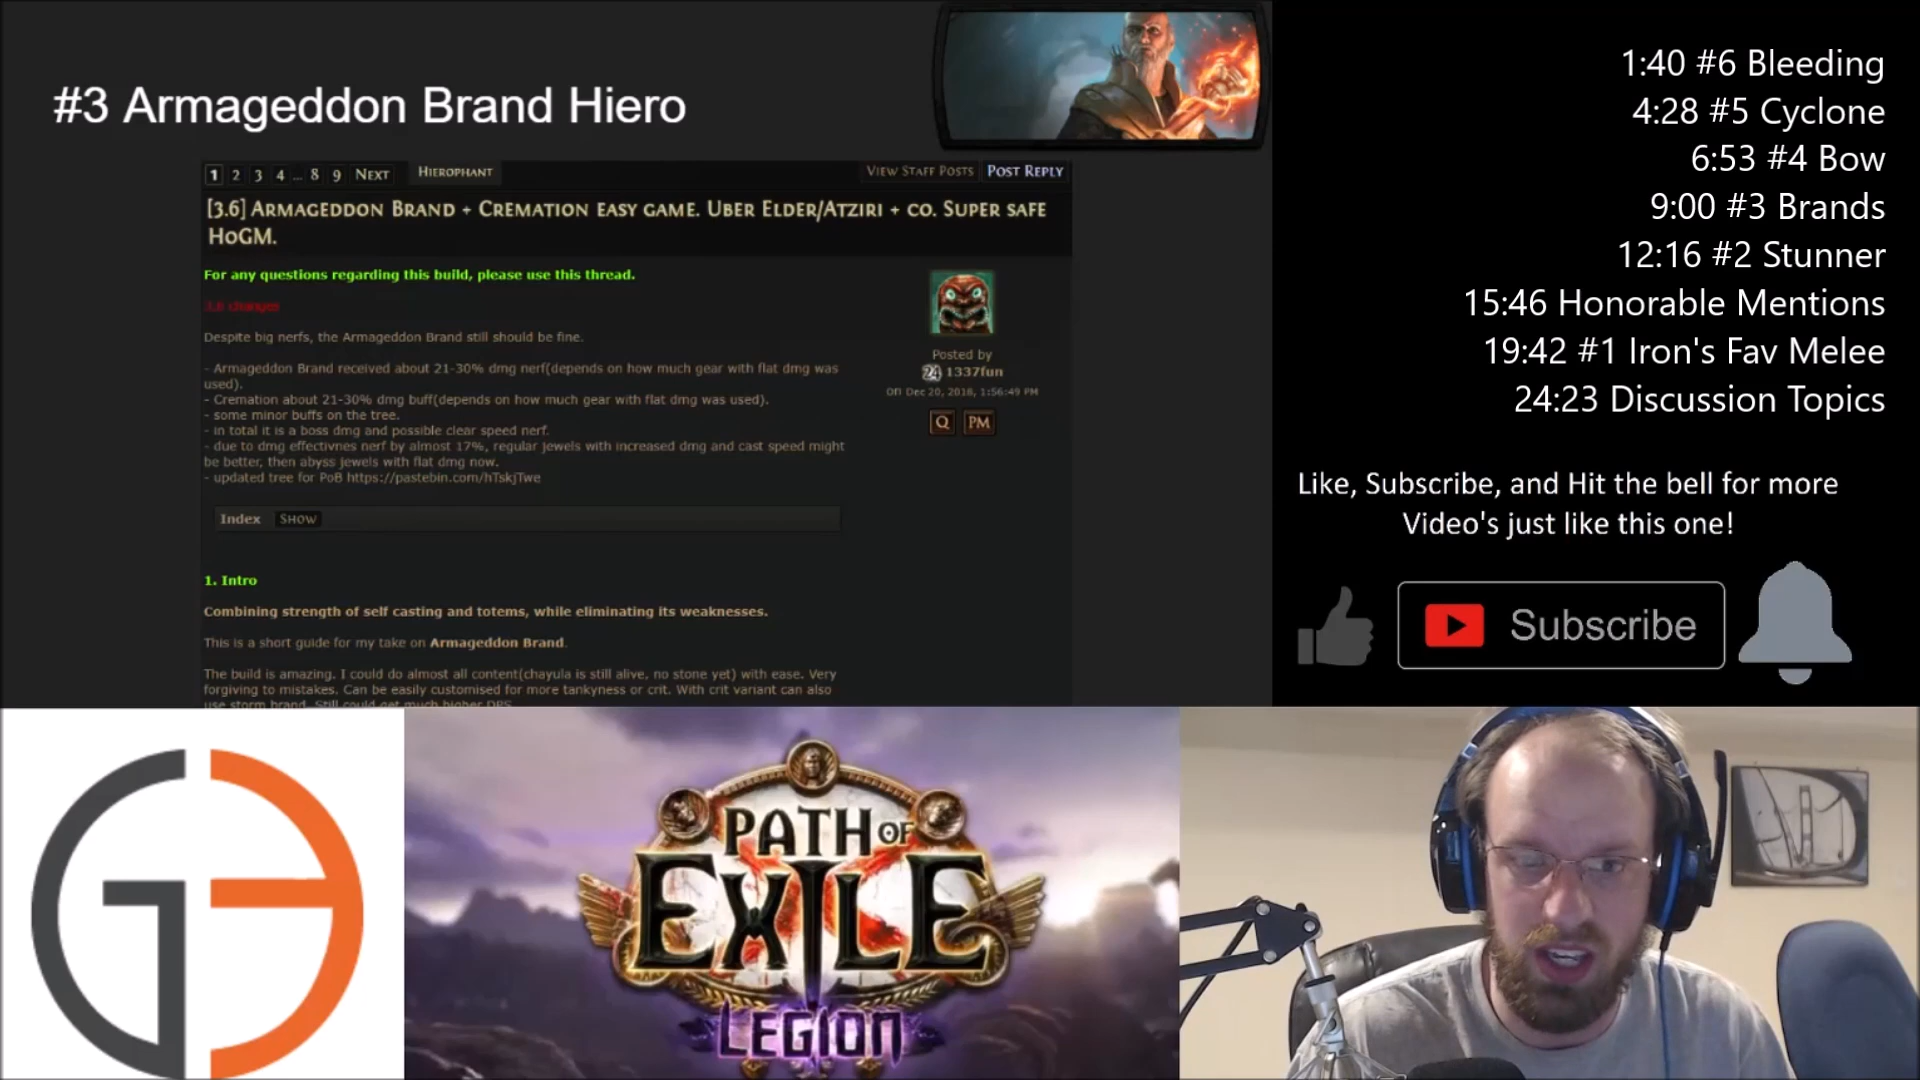 #3 Armageddon Brand Hiero
1 2 3 4 ... 8 9 Next Hierophant View Staff Posts Post Reply
[3.6] Armageddon Brand + Cremation easy game. Uber Elder/Atziri + co. Super safe
HoGM.
For any questions regarding this build, please use this thread.
3.6 changes
Despite big nerfs, the Armageddon Brand still should be fine.
- Armageddon Brand received about 21-30% dmg nerf(depends on how much gear with flat dmg was
used).
- Cremation about 21-30% dmg buff(depends on how much gear with flat dmg was used).
- some minor buffs on the tree.
- in total it is a boss dmg and possible clear speed nerf.
- due to dmg effectivnes nerf by almost 17%, regular jewels with increased dmg and cast speed might
be better, then abyss jewels with flat dmg now.
- updated tree for PoB https://pastebin.com/hTskjTwe
Posted by
24 1337fun
on Dec 20, 2018, 1:56:49 PM
Q PM
Index Show
1. Intro
Combining strength of self casting and totems, while eliminating its weaknesses.
This is a short guide for my take on Armageddon Brand.
The build is amazing. I could do almost all content(chayula is still alive, no stone yet) with ease. Very
forgiving to mistakes. Can be easily customised for more tankyness or crit. With crit variant can also
use storm brand. Still could get much higher DPS.
1:40 #6 Bleeding
4:28 #5 Cyclone
6:53 #4 Bow
9:00 #3 Brands
12:16 #2 Stunner
15:46 Honorable Mentions
19:42 #1 Iron's Fav Melee
24:23 Discussion Topics
Like, Subscribe, and Hit the bell for more
Video's just like this one!
Subscribe
PATH OF
EXILE
LEGION